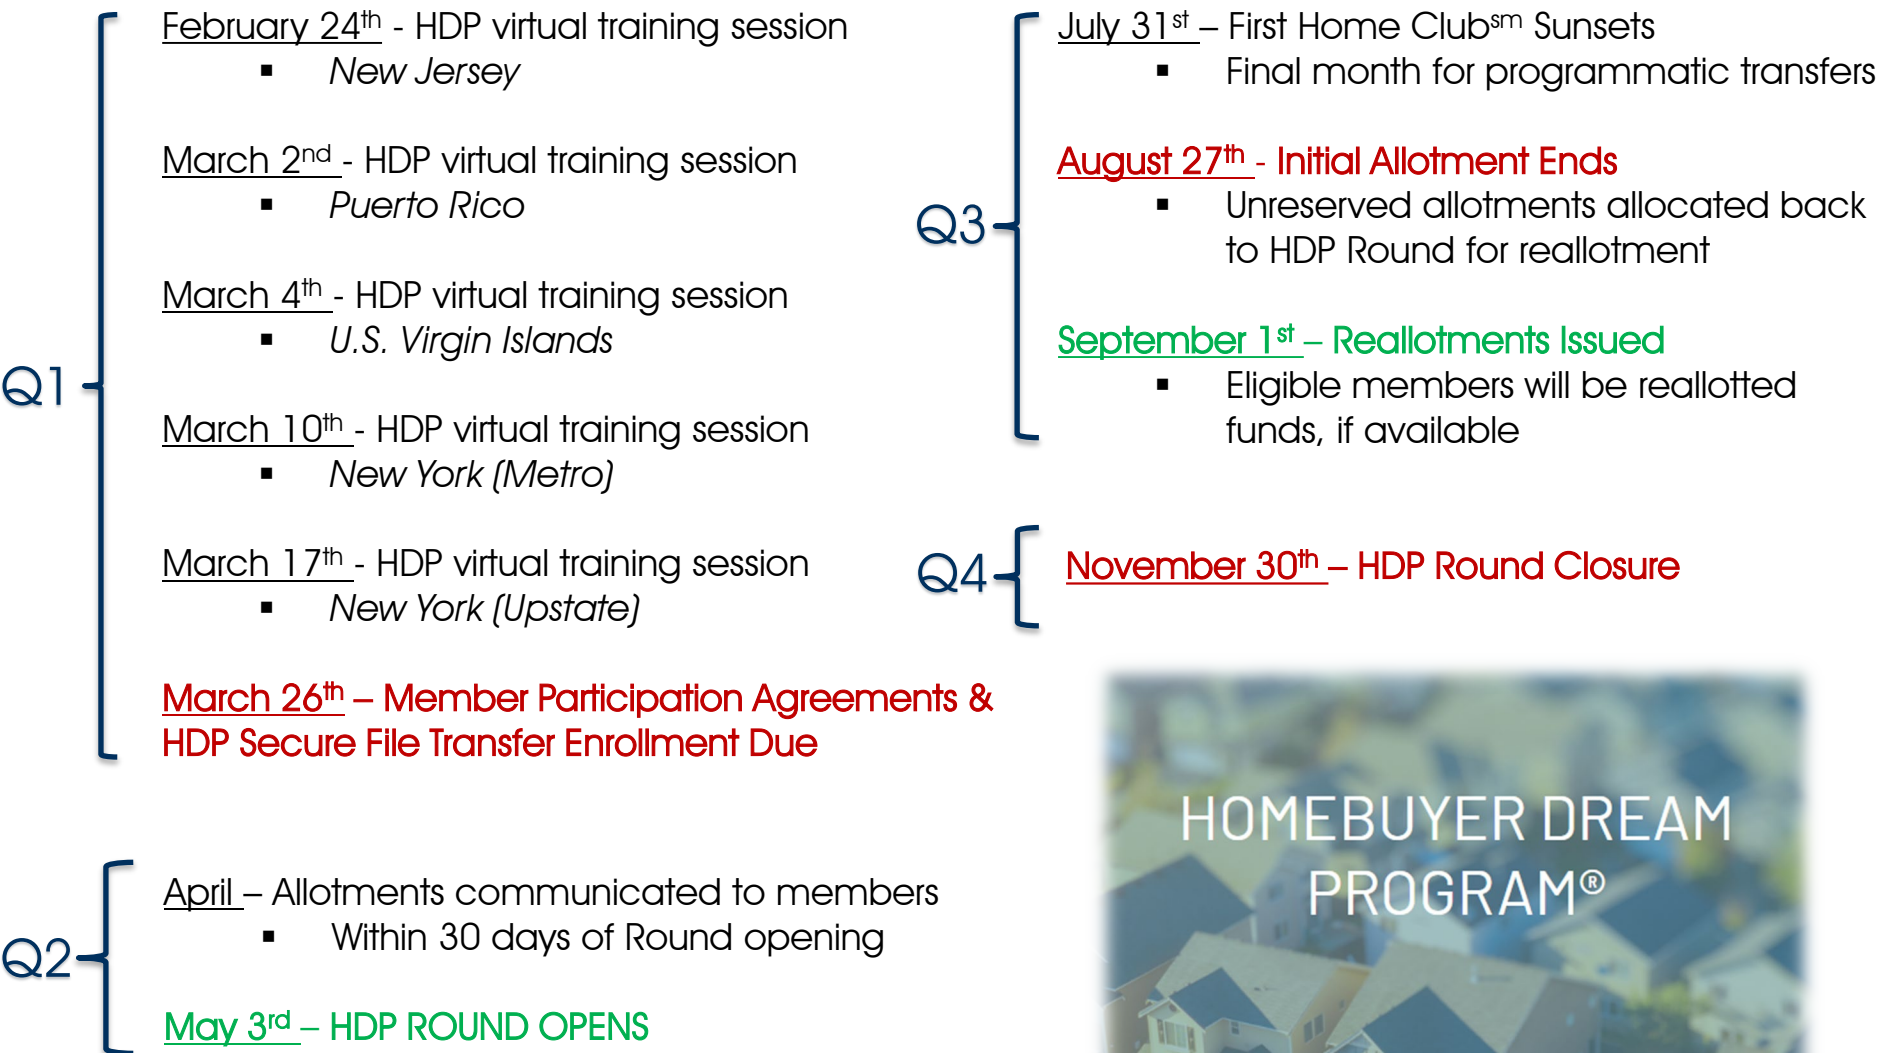 Q1
February 24th - HDP virtual training session
▪ New Jersey
March 2nd - HDP virtual training session
▪ Puerto Rico
March 4th - HDP virtual training session
▪ U.S. Virgin Islands
March 10th - HDP virtual training session
▪ New York (Metro)
March 17th - HDP virtual training session
▪ New York (Upstate)
March 26th – Member Participation Agreements &
HDP Secure File Transfer Enrollment Due
Q2
April – Allotments communicated to members
▪ Within 30 days of Round opening
May 3rd – HDP ROUND OPENS
Q3
July 31st – First Home Clubsm Sunsets
▪ Final month for programmatic transfers
August 27th - Initial Allotment Ends
▪ Unreserved allotments allocated back
to HDP Round for reallotment
September 1st – Reallotments Issued
▪ Eligible members will be reallotted
funds, if available
Q4
November 30th – HDP Round Closure
HOMEBUYER DREAM
PROGRAM®